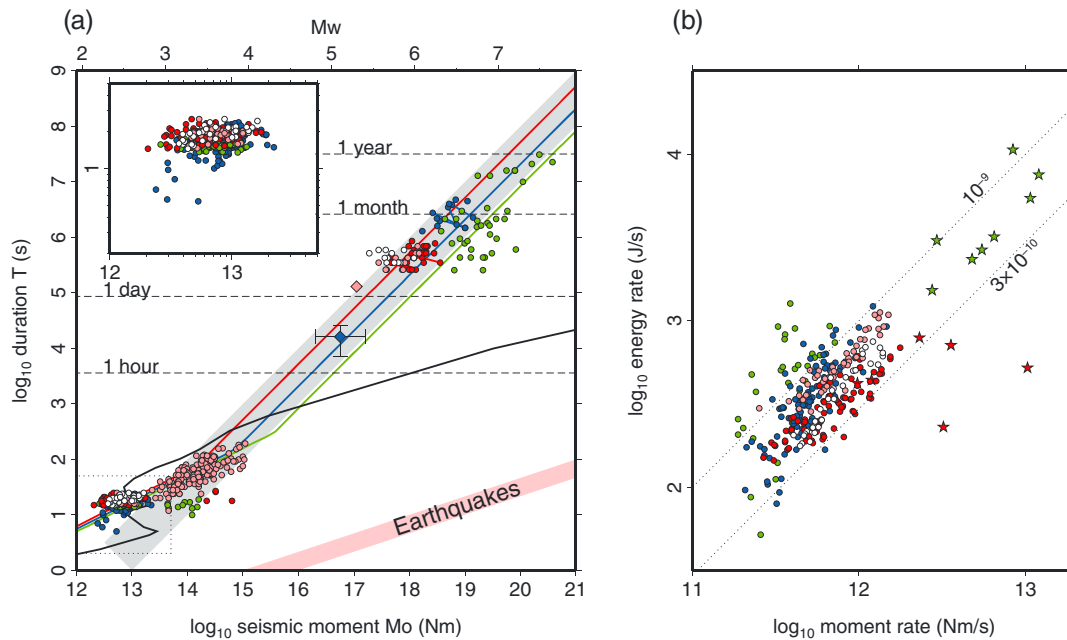 (a)
Mw
2 3 4 5 6 7
9
8
7
6
5
4
3
2
1
0
log₁₀ duration T (s)
1
12 13
1 year
1 month
1 day
1 hour
Earthquakes
12 13 14 15 16 17 18 19 20 21
log₁₀ seismic moment Mo (Nm)
(b)
4
3
2
log₁₀ energy rate (J/s)
10⁻⁹
3×10⁻¹⁰
11 12 13
log₁₀ moment rate (Nm/s)